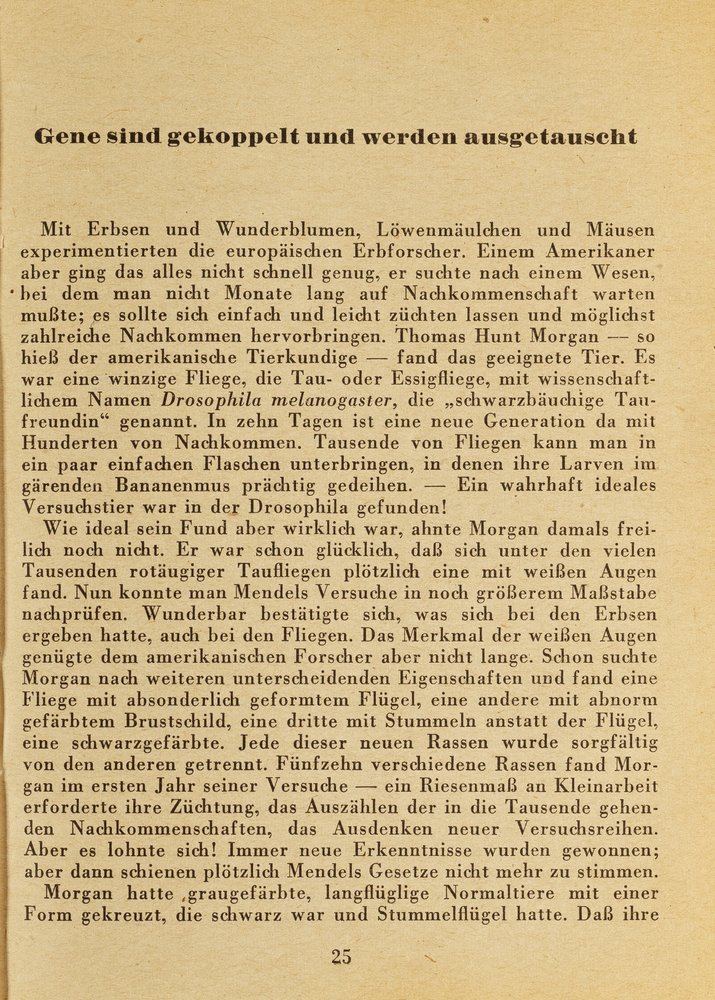 Gene sind gekoppelt und werden ausgetauscht
Mit Erbsen und Wunderblumen, Löwenmäulchen und Mäusen
experimentierten die europäischen Erbforscher. Einem Amerikaner
aber ging das alles nicht schnell genug, er suchte nach einem Wesen,
bei dem man nicht Monate lang auf Nachkommenschaft warten
mußte; es sollte sich einfach und leicht züchten lassen und möglichst
zahlreiche Nachkommen hervorbringen. Thomas Hunt Morgan — so
hieß der amerikanische Tierkundige — fand das geeignete Tier. Es
war eine winzige Fliege, die Tau- oder Essigfliege, mit wissenschaft-
lichem Namen Drosophila melanogaster, die „schwarzbäuchige Tau-
freundin“ genannt. In zehn Tagen ist eine neue Generation da mit
Hunderten von Nachkommen. Tausende von Fliegen kann man in
ein paar einfachen Flaschen unterbringen, in denen ihre Larven im
gärenden Bananenmus prächtig gedeihen. — Ein wahrhaft ideales
Versuchstier war in der Drosophila gefunden!
Wie ideal sein Fund aber wirklich war, ahnte Morgan damals frei-
lich noch nicht. Er war schon glücklich, daß sich unter den vielen
Tausenden rotäugiger Taufliegen plötzlich eine mit weißen Augen
fand. Nun konnte man Mendels Versuche in noch größerem Maßstabe
nachprüfen. Wunderbar bestätigte sich, was sich bei den Erbsen
ergeben hatte, auch bei den Fliegen. Das Merkmal der weißen Augen
genügte dem amerikanischen Forscher aber nicht lange. Schon suchte
Morgan nach weiteren unterscheidenden Eigenschaften und fand eine
Fliege mit absonderlich geformtem Flügel, eine andere mit abnorm
gefärbtem Brustschild, eine dritte mit Stummeln anstatt der Flügel,
eine schwarzgefärbte. Jede dieser neuen Rassen wurde sorgfältig
von den anderen getrennt. Fünfzehn verschiedene Rassen fand Mor-
gan im ersten Jahr seiner Versuche — ein Riesenmaß an Kleinarbeit
erforderte ihre Züchtung, das Auszählen der in die Tausende gehen-
den Nachkommenschaften, das Ausdenken neuer Versuchsreihen.
Aber es lohnte sich! Immer neue Erkenntnisse wurden gewonnen;
aber dann schienen plötzlich Mendels Gesetze nicht mehr zu stimmen.
Morgan hatte graugefärbte, langflüglige Normaltiere mit einer
Form gekreuzt, die schwarz war und Stummelflügel hatte. Daß ihre
25